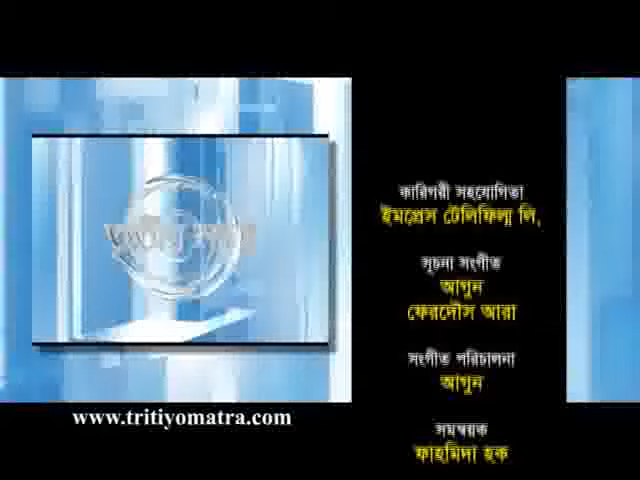 কারিগরী সহযোগিতা
ইমপ্রেস টেলিফিল্ম লি.
সূচনা সংগীত
আগুন
ফেরদৌস আরা
সংগীত পরিচালনা
আগুন
সমন্বয়ক
ফাহমিদা হক
www.tritiyomatra.com